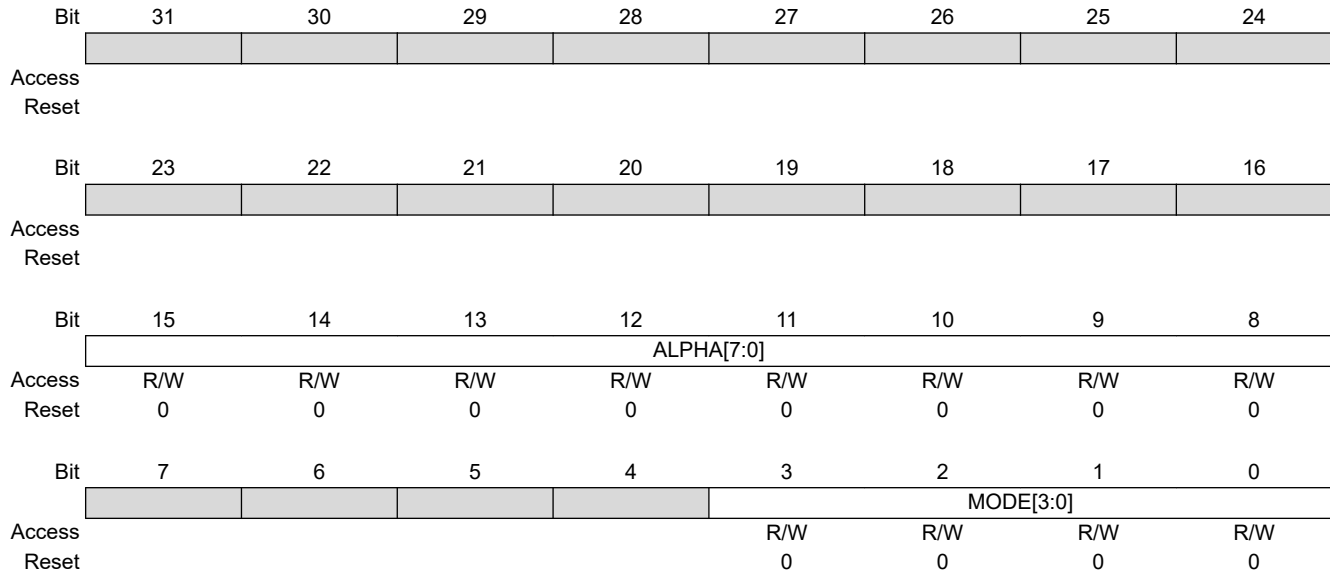 Bit 31 30 29 28 27 26 25 24
Access
Reset
Bit 23 22 21 20 19 18 17 16
Access
Reset
Bit 15 14 13 12 11 10 9 8
ALPHA[7:0]
Access R/W R/W R/W R/W R/W R/W R/W R/W
Reset 0 0 0 0 0 0 0 0
Bit 7 6 5 4 3 2 1 0
MODE[3:0]
Access R/W R/W R/W R/W
Reset 0 0 0 0